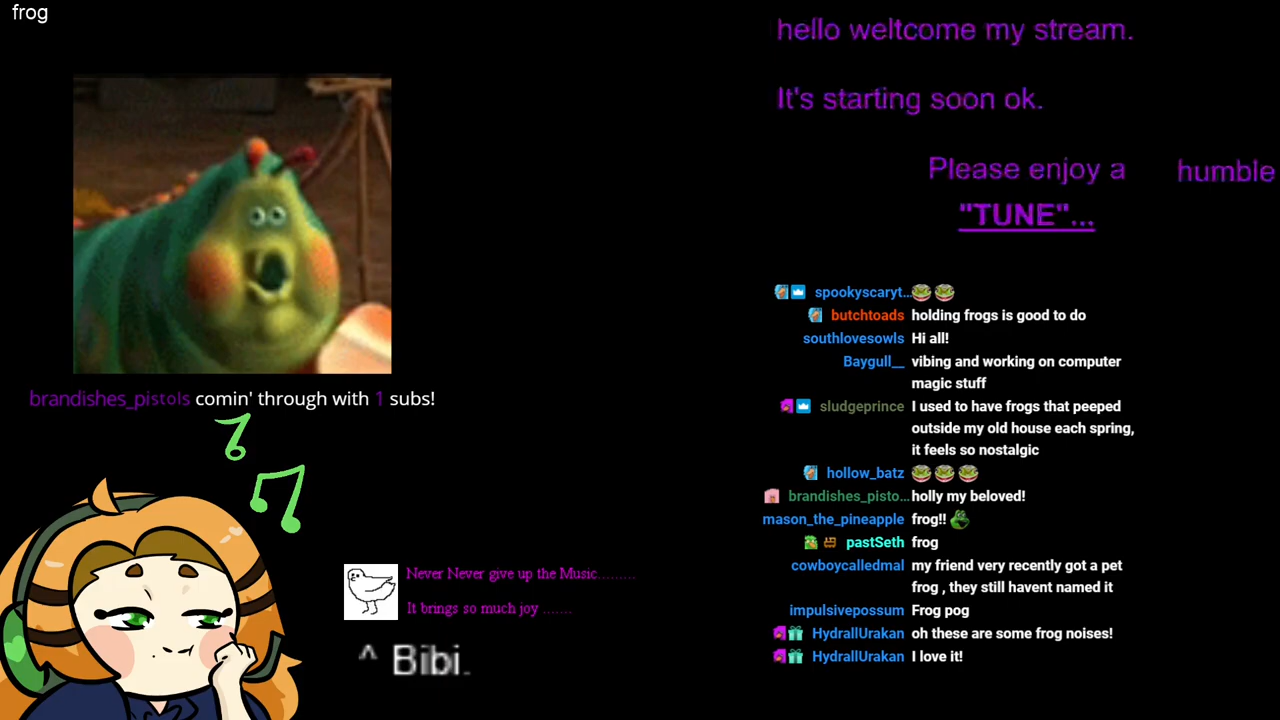 frog
hello weltcome my stream.
It's starting soon ok.
Please enjoy a humble
"TUNE"...
brandishes_pistols comin' through with 1 subs!
spookyscaryt…
butchtoads holding frogs is good to do
southlovesowls Hi all!
Baygull__ vibing and working on computer
magic stuff
sludgeprince I used to have frogs that peeped
outside my old house each spring,
it feels so nostalgic
hollow_batz
brandishes_pisto… holly my beloved!
mason_the_pineapple frog!!
pastSeth frog
cowboycalledmal my friend very recently got a pet
frog , they still havent named it
impulsivepossum Frog pog
HydrallUrakan oh these are some frog noises!
HydrallUrakan I love it!
Never Never give up the Music.........
It brings so much joy .......
^ Bibi.